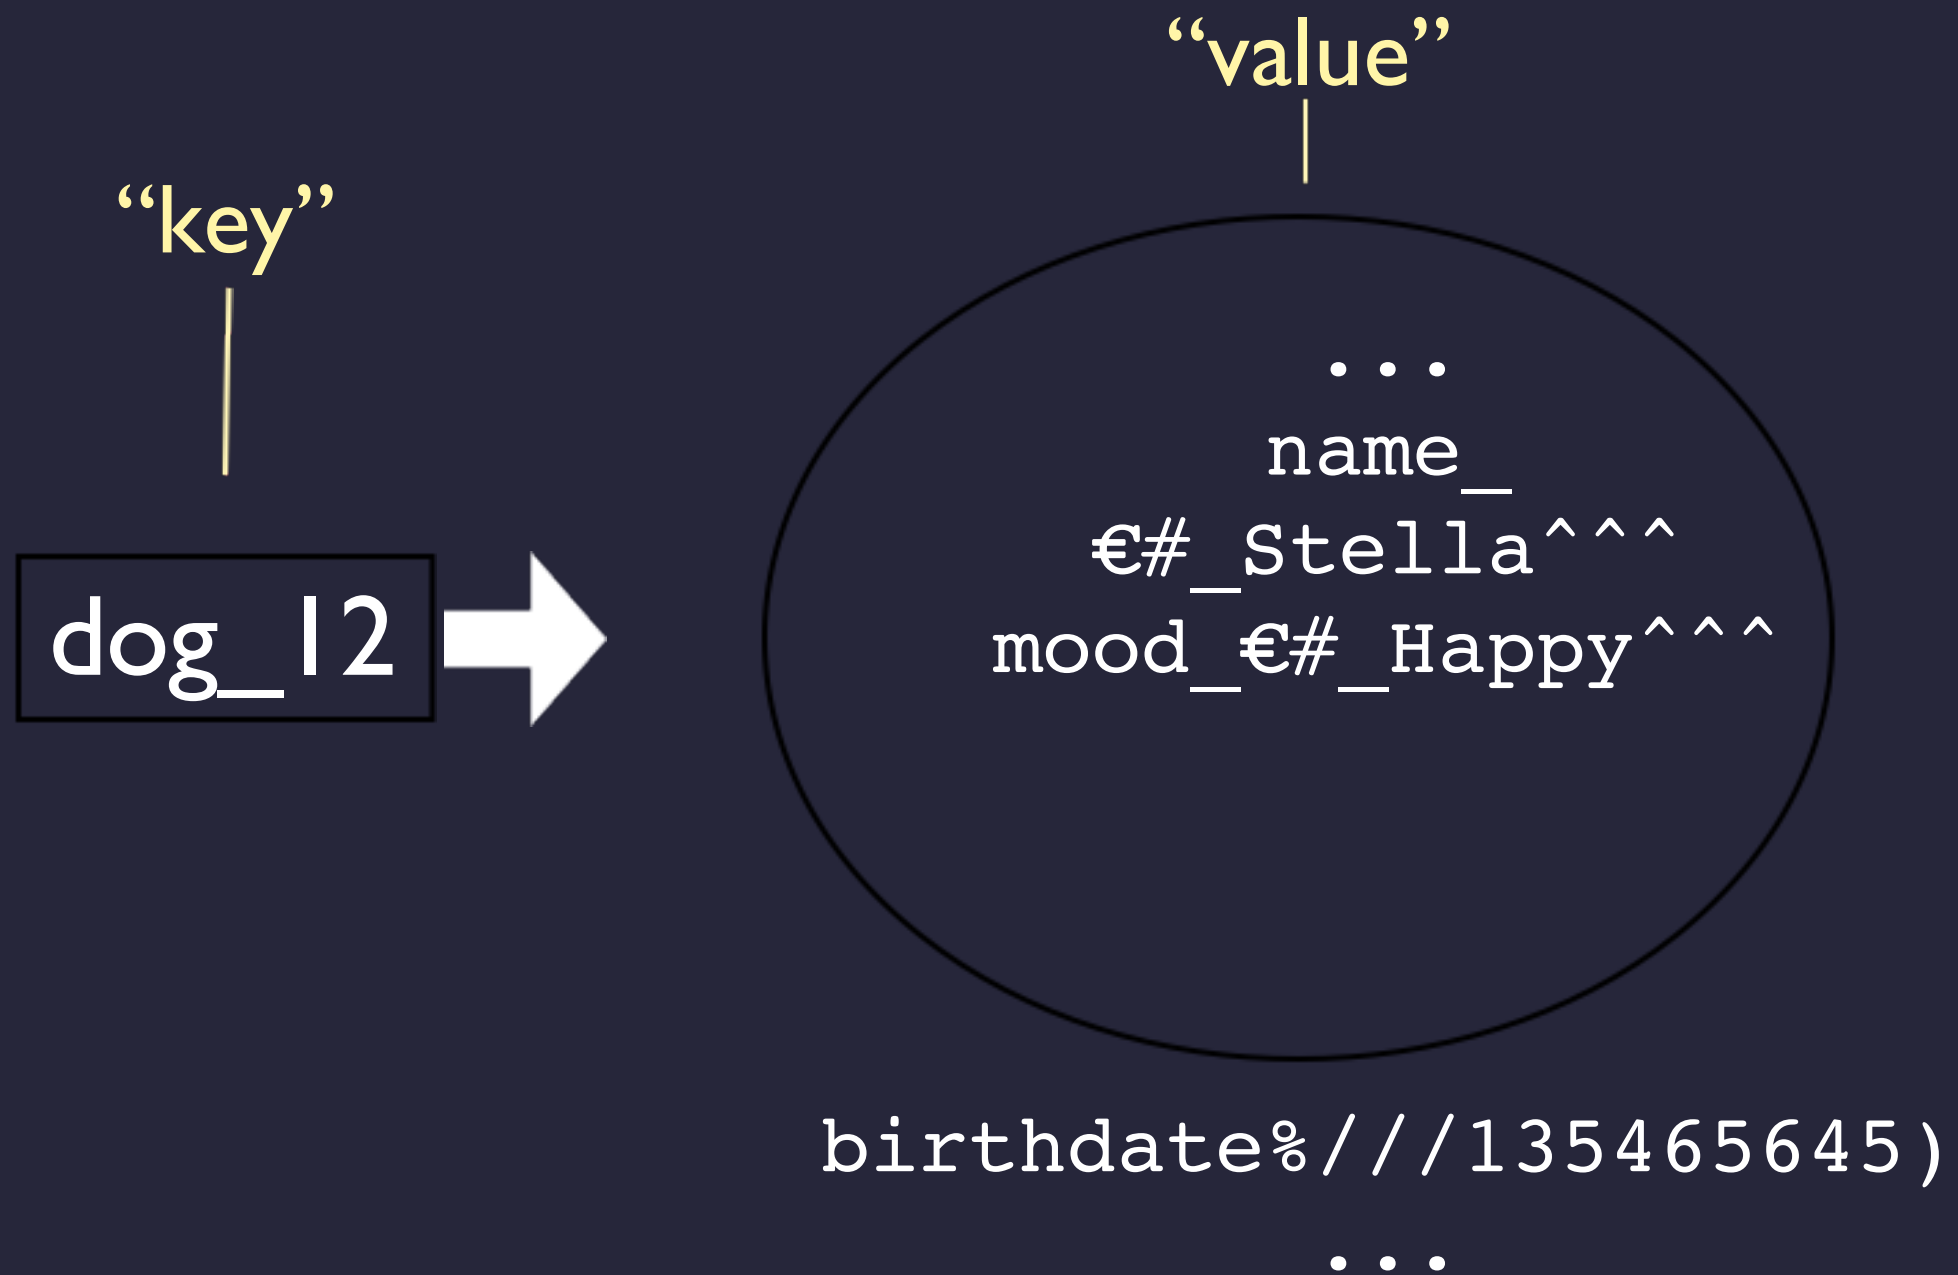 “value”
“key”
...
name_
€#_Stella^^^
dog_12
mood_€#_Happy^^^
birthdate%///135465645)
...